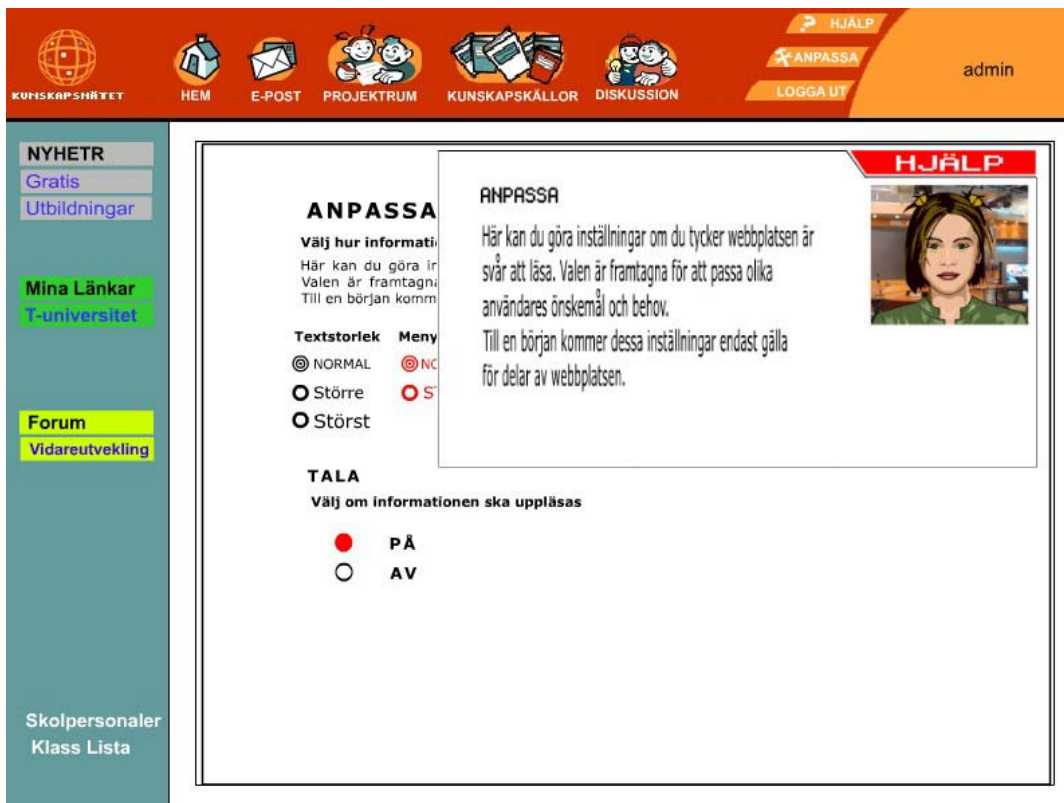 KUNSKAPSNÄTET
HEM
E-POST
PROJEKTRUM
KUNSKAPSKÄLLOR
DISKUSSION
HJÄLP
ANPASSA
LOGGA UT
admin
NYHETR
Gratis
Utbildningar
Mina Länkar
T-universitet
Forum
Vidareutvekling
Skolpersonaler
Klass Lista
ANPASSA
Välj hur informati
Här kan du göra in
Valen är framtagna
Till en början komm
Textstorlek Meny
NORMAL NO
Större S
Störst
TALA
Välj om informationen ska uppläsas
PÅ
AV
HJÄLP
ANPASSA
Här kan du göra inställningar om du tycker webbplatsen är
svår att läsa. Valen är framtagna för att passa olika
användares önskemål och behov.
Till en början kommer dessa inställningar endast gälla
för delar av webbplatsen.